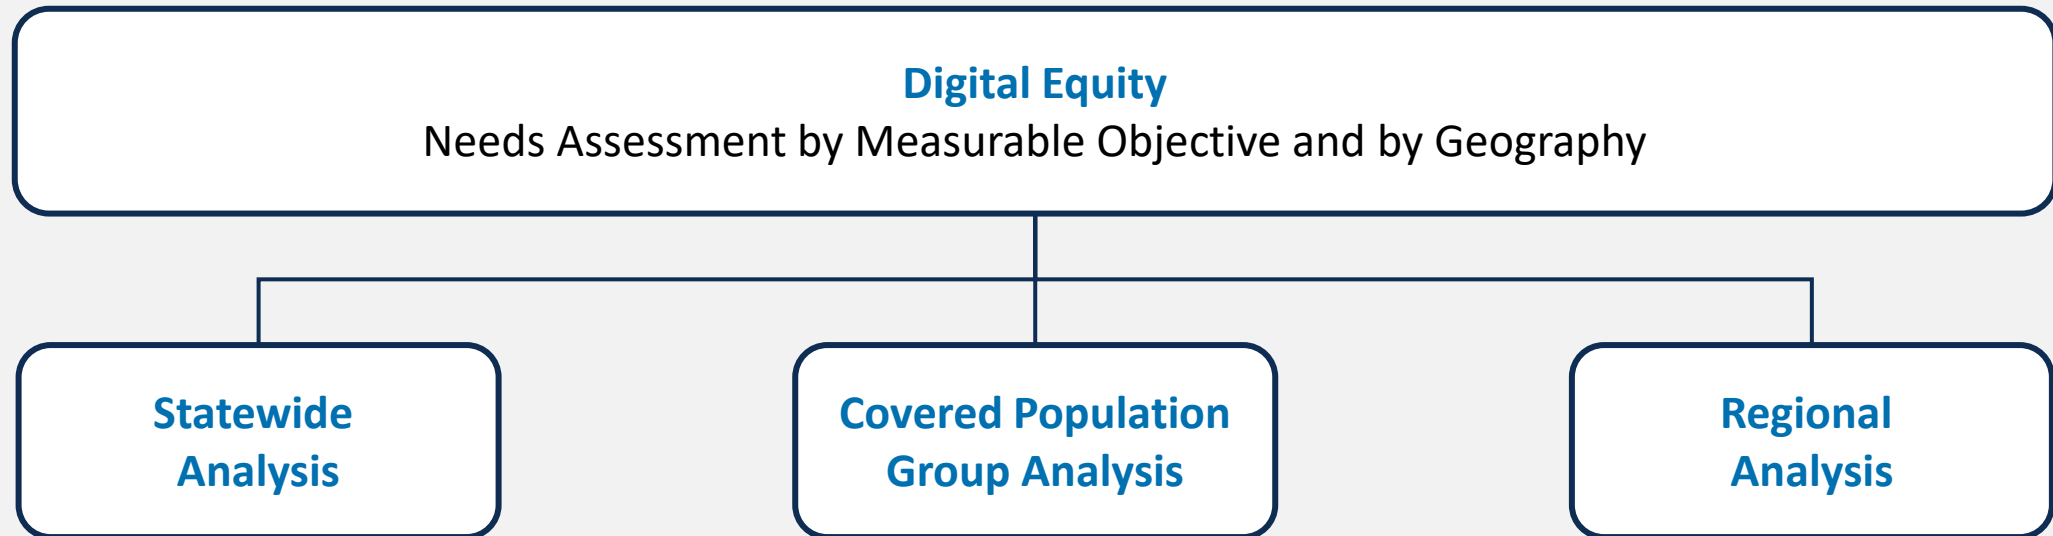 Digital Equity
Needs Assessment by Measurable Objective and by Geography
Statewide
Analysis
Covered Population
Group Analysis
Regional
Analysis